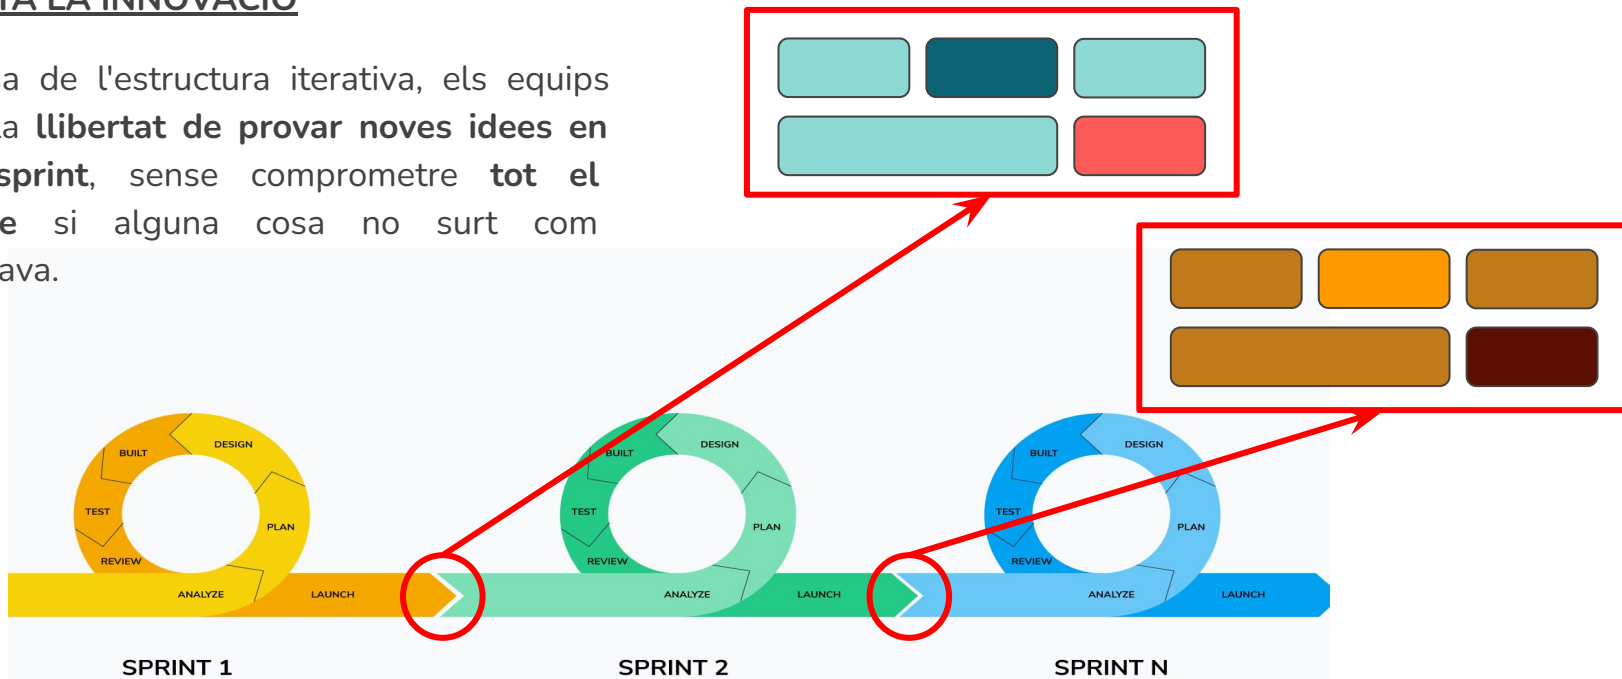 LA INNOVACIÓ
de l'estructura iterativa, els equips
llibertat de provar noves idees en
sprint, sense comprometre tot el
si alguna cosa no surt com
DESIGN
BUILT
TEST
PLAN
REVIEW
ANALYZE
LAUNCH
DESIGN
BUILT
TEST
PLAN
REVIEW
ANALYZE
LAUNCH
DESIGN
BUILT
TEST
PLAN
REVIEW
ANALYZE
LAUNCH
SPRINT 1
SPRINT 2
SPRINT N